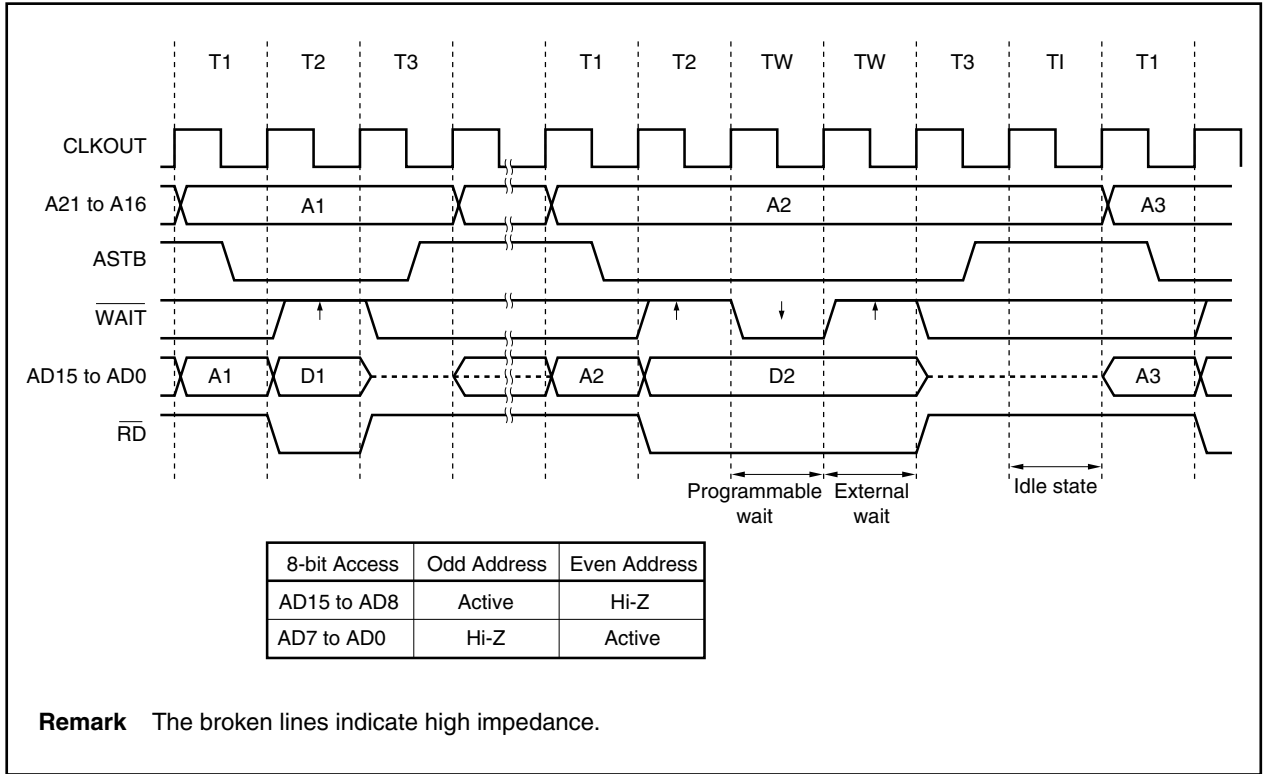 T1 T2 T3 T1 T2 TW TW T3 TI T1
CLKOUT
A21 to A16 A1 A2 A3
ASTB
WAIT
AD15 to AD0 A1 D1 A2 D2 A3
RD
Programmable wait
External wait
Idle state
8-bit Access Odd Address Even Address
AD15 to AD8 Active Hi-Z
AD7 to AD0 Hi-Z Active
Remark The broken lines indicate high impedance.